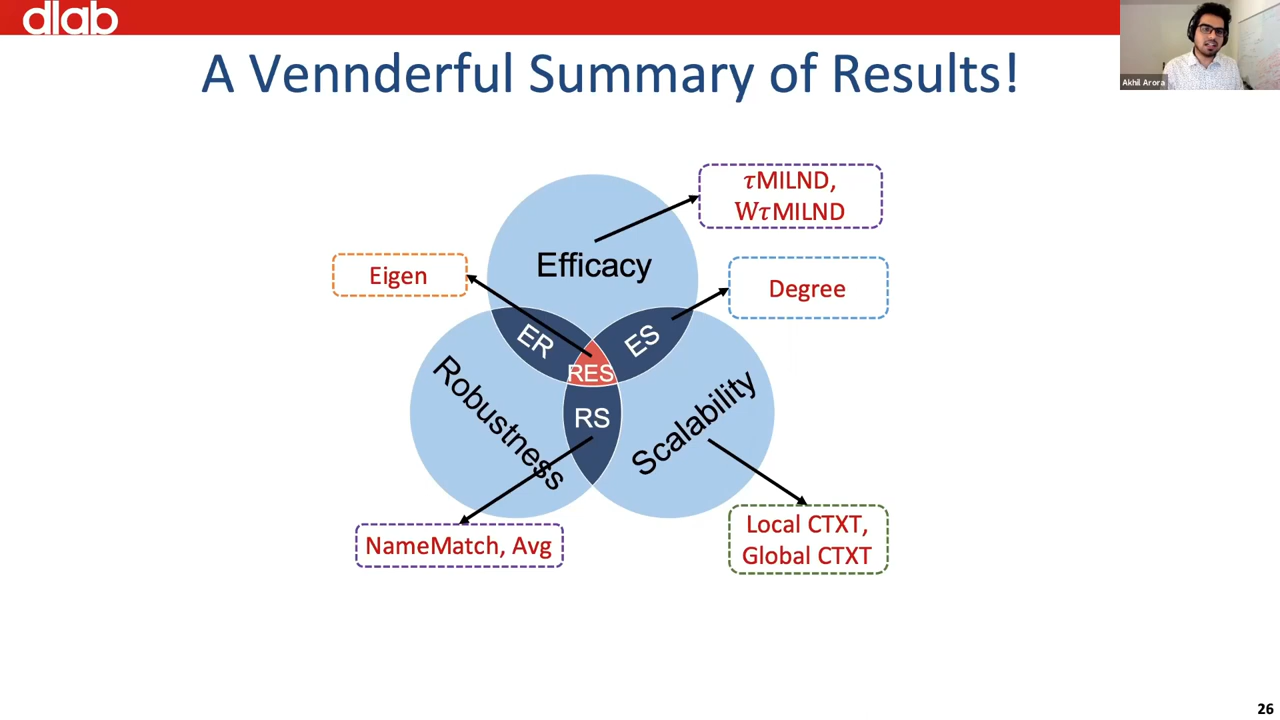 dlab
Akhil Arora
A Vennderful Summary of Results!
τMILND,
WτMILND
Efficacy
Eigen
Degree
ER
ES
RES
Robustness
RS
Scalability
NameMatch, Avg
Local CTXT,
Global CTXT
26